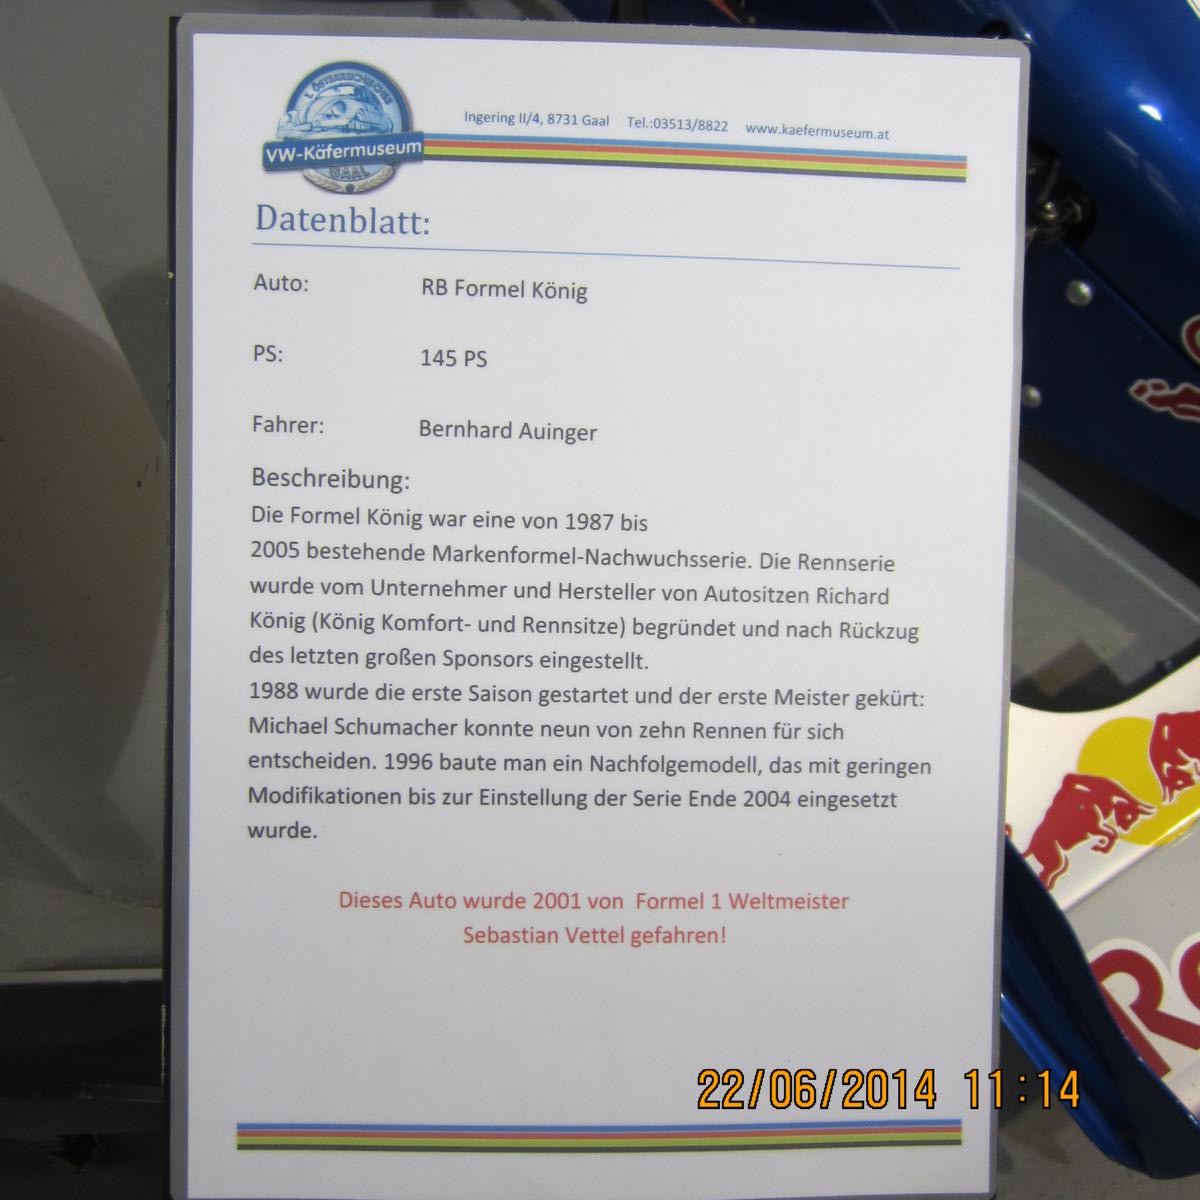 1. ÖSTERREICHISCHES
VW-Käfermuseum
GAAL
Ingering II/4, 8731 Gaal Tel.:03513/8822 www.kaefermuseum.at
Datenblatt:
Auto: RB Formel König
PS: 145 PS
Fahrer: Bernhard Auinger
Beschreibung:
Die Formel König war eine von 1987 bis
2005 bestehende Markenformel-Nachwuchsserie. Die Rennserie
wurde vom Unternehmer und Hersteller von Autositzen Richard
König (König Komfort- und Rennsitze) begründet und nach Rückzug
des letzten großen Sponsors eingestellt.
1988 wurde die erste Saison gestartet und der erste Meister gekürt:
Michael Schumacher konnte neun von zehn Rennen für sich
entscheiden. 1996 baute man ein Nachfolgemodell, das mit geringen
Modifikationen bis zur Einstellung der Serie Ende 2004 eingesetzt
wurde.
Dieses Auto wurde 2001 von Formel 1 Weltmeister
Sebastian Vettel gefahren!
Re
22/06/2014 11:14